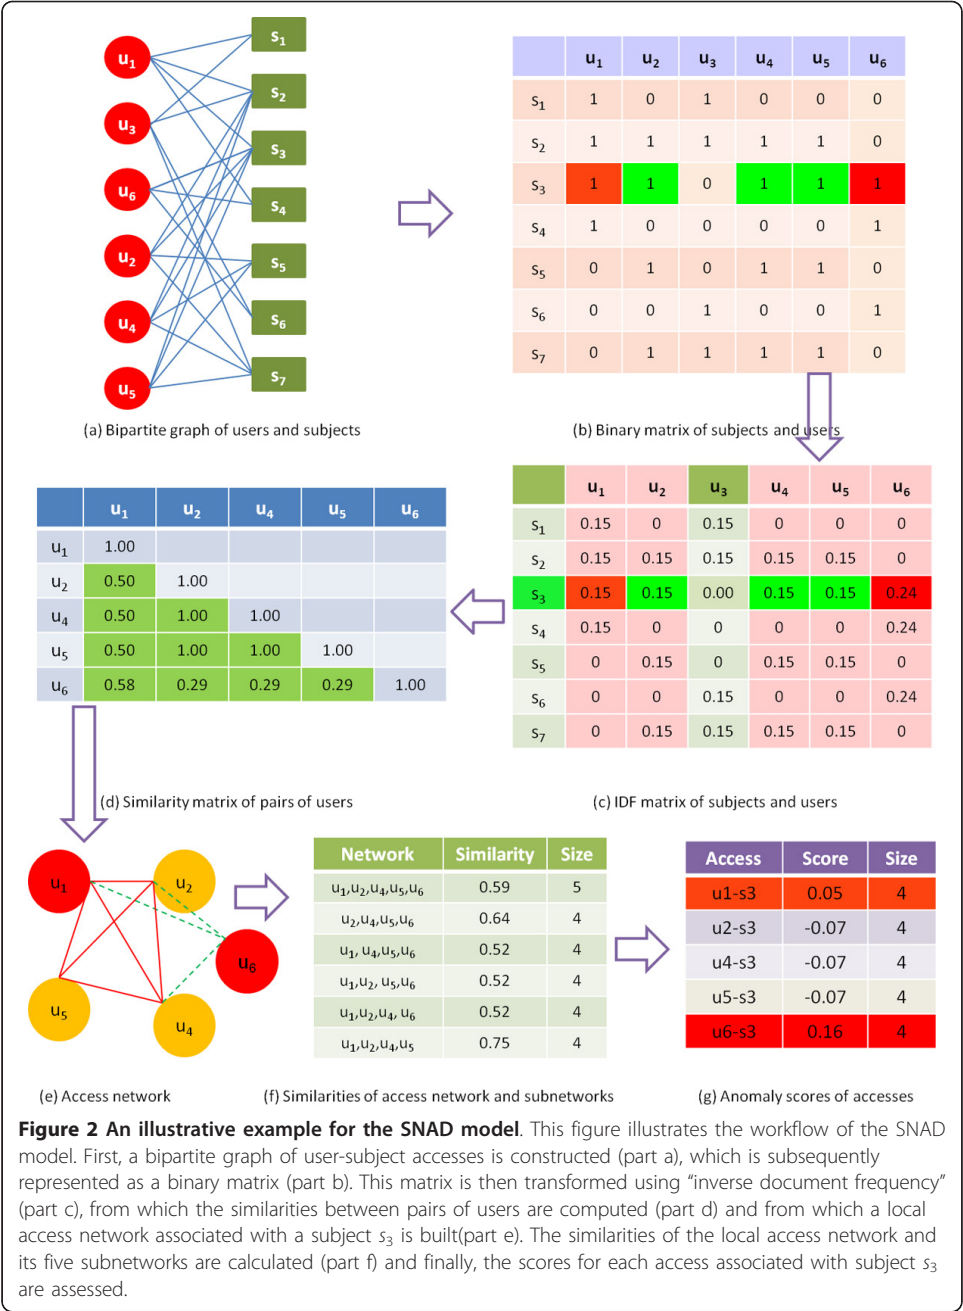 u1
u3
u6
u2
u4
u5
s1
s2
s3
s4
s5
s6
s7
(a) Bipartite graph of users and subjects
u1 u2 u3 u4 u5 u6
s1 1 0 1 0 0 0
s2 1 1 1 1 1 0
s3 1 1 0 1 1 1
s4 1 0 0 0 0 1
s5 0 1 0 1 1 0
s6 0 0 1 0 0 1
s7 0 1 1 1 1 0
(b) Binary matrix of subjects and users
u1 u2 u3 u4 u5 u6
s1 0.15 0 0.15 0 0 0
s2 0.15 0.15 0.15 0.15 0.15 0
s3 0.15 0.15 0.00 0.15 0.15 0.24
s4 0.15 0 0 0 0 0.24
s5 0 0.15 0 0.15 0.15 0
s6 0 0 0.15 0 0 0.24
s7 0 0.15 0.15 0.15 0.15 0
(c) IDF matrix of subjects and users
u1 u2 u4 u5 u6
u1 1.00
u2 0.50 1.00
u4 0.50 1.00 1.00
u5 0.50 1.00 1.00 1.00
u6 0.58 0.29 0.29 0.29 1.00
(d) Similarity matrix of pairs of users
u1
u2
u6
u5
u4
(e) Access network
Network Similarity Size
u1,u2,u4,u5,u6 0.59 5
u2,u4,u5,u6 0.64 4
u1, u4,u5,u6 0.52 4
u1,u2, u5,u6 0.52 4
u1,u2,u4, u6 0.52 4
u1,u2,u4,u5 0.75 4
(f) Similarities of access network and subnetworks
Access Score Size
u1-s3 0.05 4
u2-s3 -0.07 4
u4-s3 -0.07 4
u5-s3 -0.07 4
u6-s3 0.16 4
(g) Anomaly scores of accesses
Figure 2 An illustrative example for the SNAD model. This figure illustrates the workflow of the SNAD
model. First, a bipartite graph of user-subject accesses is constructed (part a), which is subsequently
represented as a binary matrix (part b). This matrix is then transformed using “inverse document frequency”
(part c), from which the similarities between pairs of users are computed (part d) and from which a local
access network associated with a subject s3 is built(part e). The similarities of the local access network and
its five subnetworks are calculated (part f) and finally, the scores for each access associated with subject s3
are assessed.